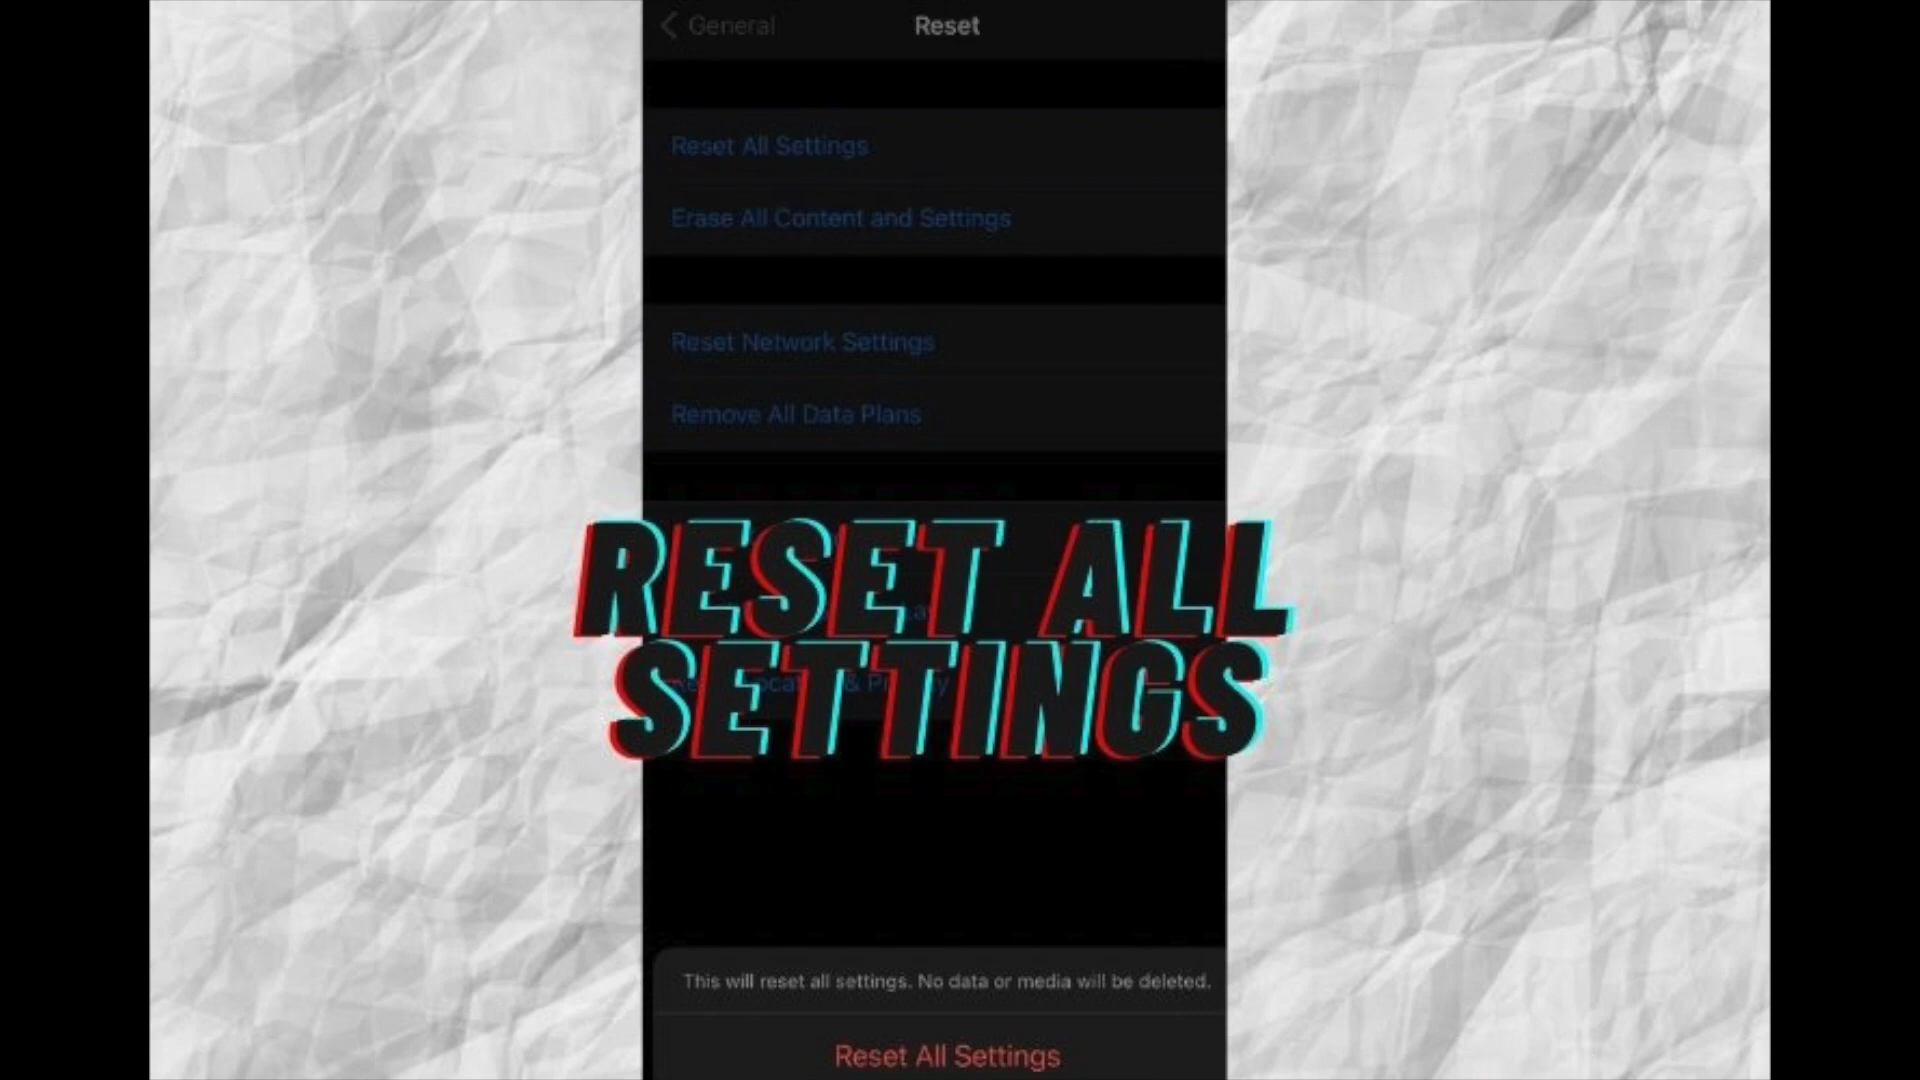 General
Reset
Reset All Settings
Erase All Content and Settings
Reset Network Settings
Remove All Data Plans
RESET ALL
SETTINGS
This will reset all settings. No data or media will be deleted.
Reset All Settings